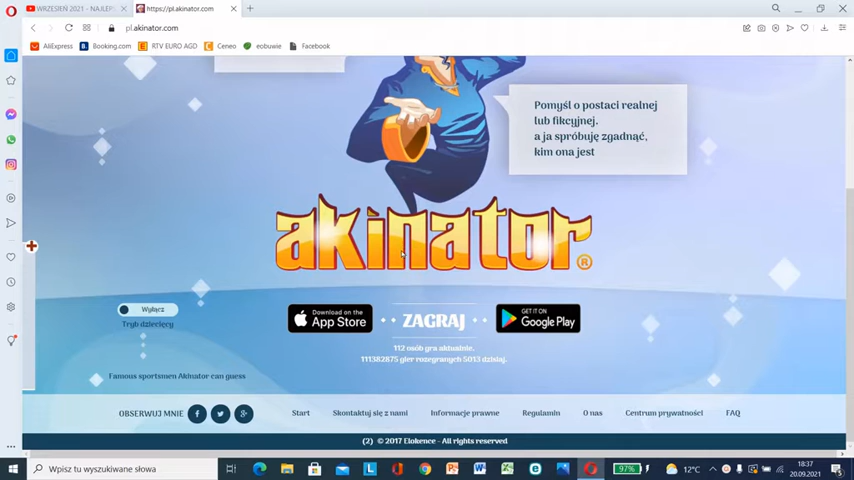 WRZESIEŃ 2021 - NAJLEP
https://pl.akinator.com
pl.akinator.com
AliExpress
Booking.com
RTV EURO AGD
Ceneo
eobuwie
Facebook
Pomyśl o postaci realnej
lub fikcyjnej.
a ja spróbuję zgadnąć,
kim ona jest
akinator®
Wyłącz
Tryb dziecięcy
Download on the
App Store
ZAGRAJ
GET IT ON
Google Play
112 osób gra aktualnie,
111382875 gier rozegranych 5013 dzisiaj.
Famous sportsmen Akinator can guess
OBSERWUJ MNIE
Start
Skontaktuj się z nami
Informacje prawne
Regulamin
O nas
Centrum prywatności
FAQ
(2) © 2017 Elokence - All rights reserved
Wpisz tu wyszukiwane słowa
97%
12°C
18:37
20.09.2021